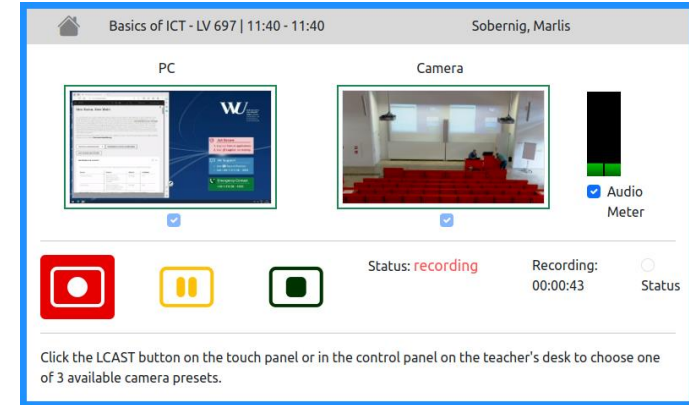 Basics of ICT - LV 697 | 11:40 - 11:40
Sobernig, Marlis
PC
Camera
WU
Audio
Meter
Status: recording
Recording:
00:00:43
Status
Click the LCAST button on the touch panel or in the control panel on the teacher's desk to choose one
of 3 available camera presets.